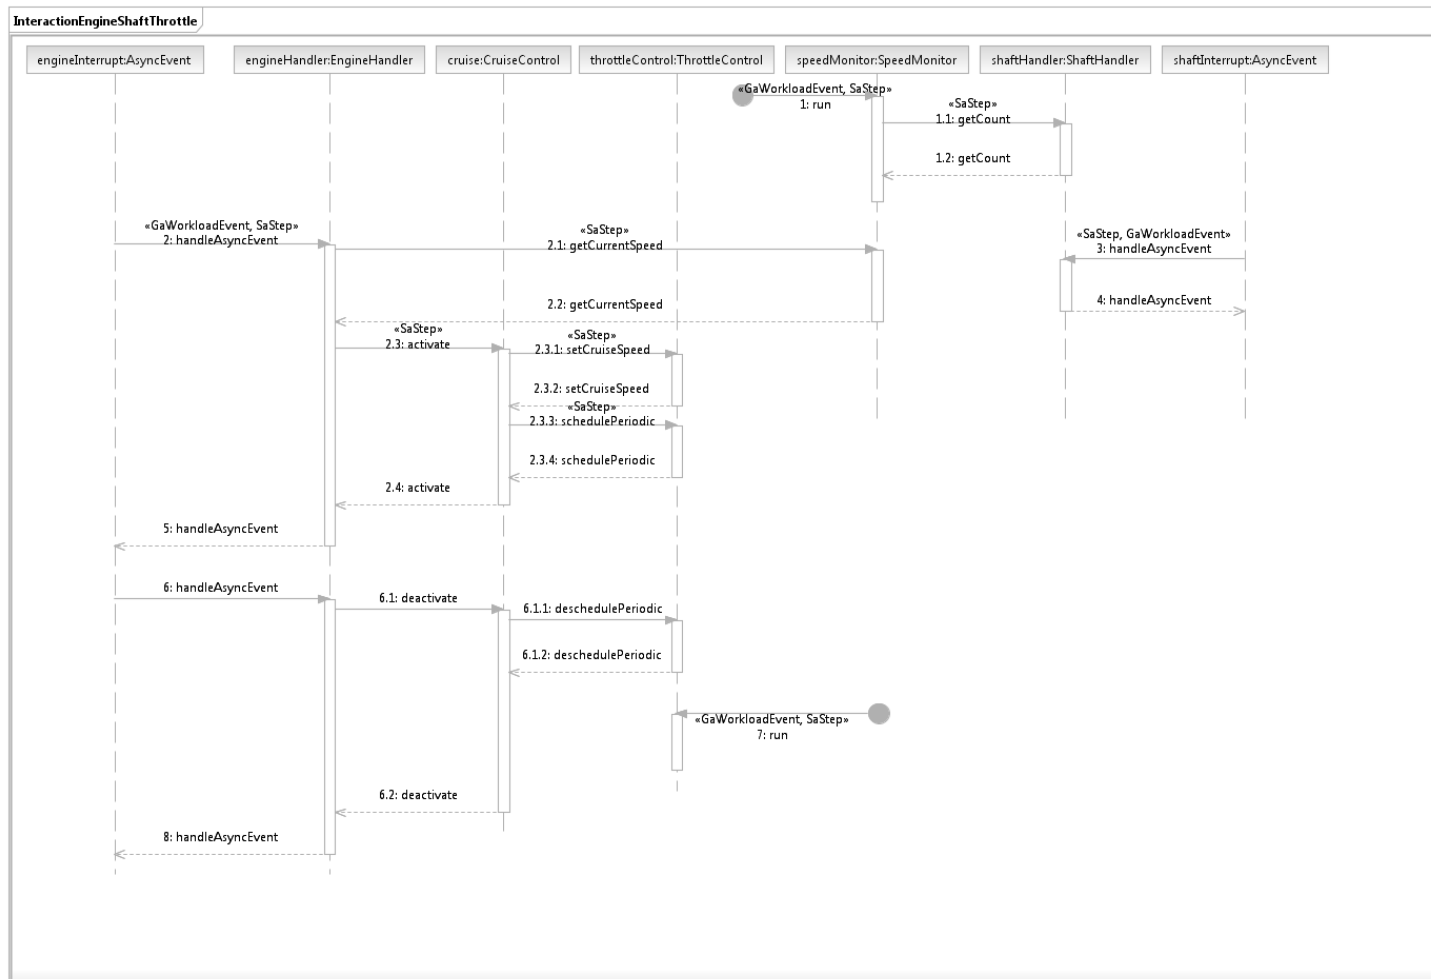 InteractionEngineShaftThrottle
engineInterrupt:AsyncEvent
engineHandler:EngineHandler
cruise:CruiseControl
throttleControl:ThrottleControl
speedMonitor:SpeedMonitor
shaftHandler:ShaftHandler
shaftInterrupt:AsyncEvent
«GaWorkloadEvent, SaStep»
1: run
«SaStep»
1.1: getCount
1.2: getCount
«GaWorkloadEvent, SaStep»
2: handleAsyncEvent
«SaStep»
2.1: getCurrentSpeed
«SaStep, GaWorkloadEvent»
3: handleAsyncEvent
2.2: getCurrentSpeed
4: handleAsyncEvent
«SaStep»
2.3: activate
«SaStep»
2.3.1: setCruiseSpeed
2.3.2: setCruiseSpeed
«SaStep»
2.3.3: schedulePeriodic
2.3.4: schedulePeriodic
2.4: activate
5: handleAsyncEvent
6: handleAsyncEvent
6.1: deactivate
6.1.1: deschedulePeriodic
6.1.2: deschedulePeriodic
«GaWorkloadEvent, SaStep»
7: run
6.2: deactivate
8: handleAsyncEvent